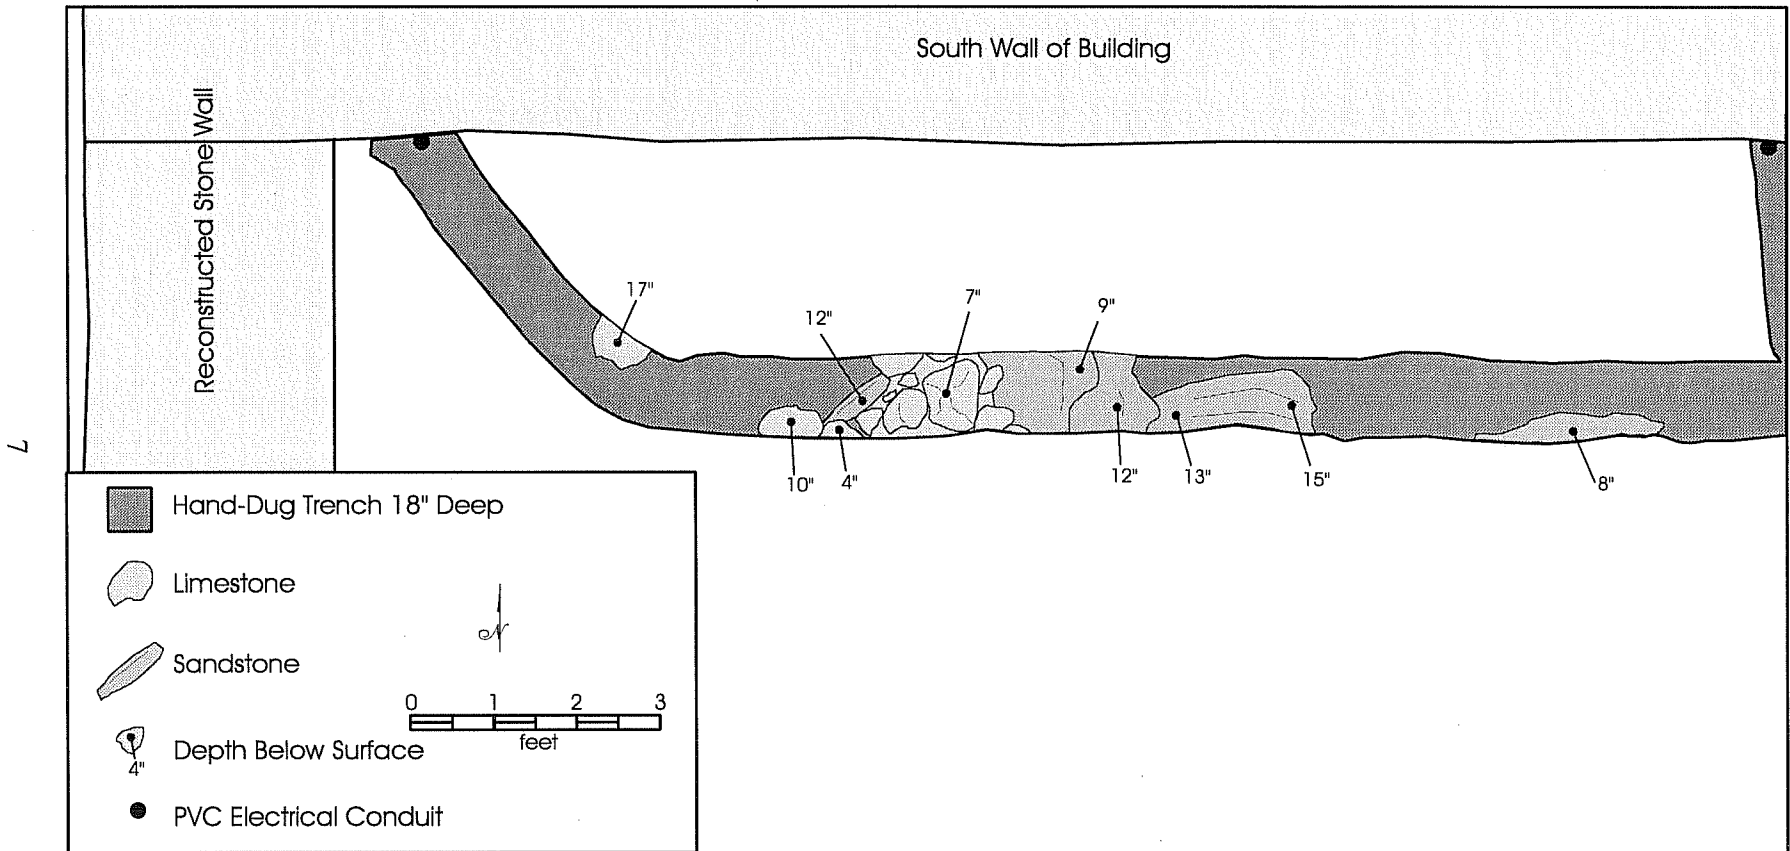 South Wall of Building
Reconstructed Stone Wall
17"
12"
7"
9"
10"
4"
12"
13"
15"
8"
7
Hand-Dug Trench 18" Deep
Limestone
Sandstone
N
0 1 2 3
feet
4"
Depth Below Surface
PVC Electrical Conduit